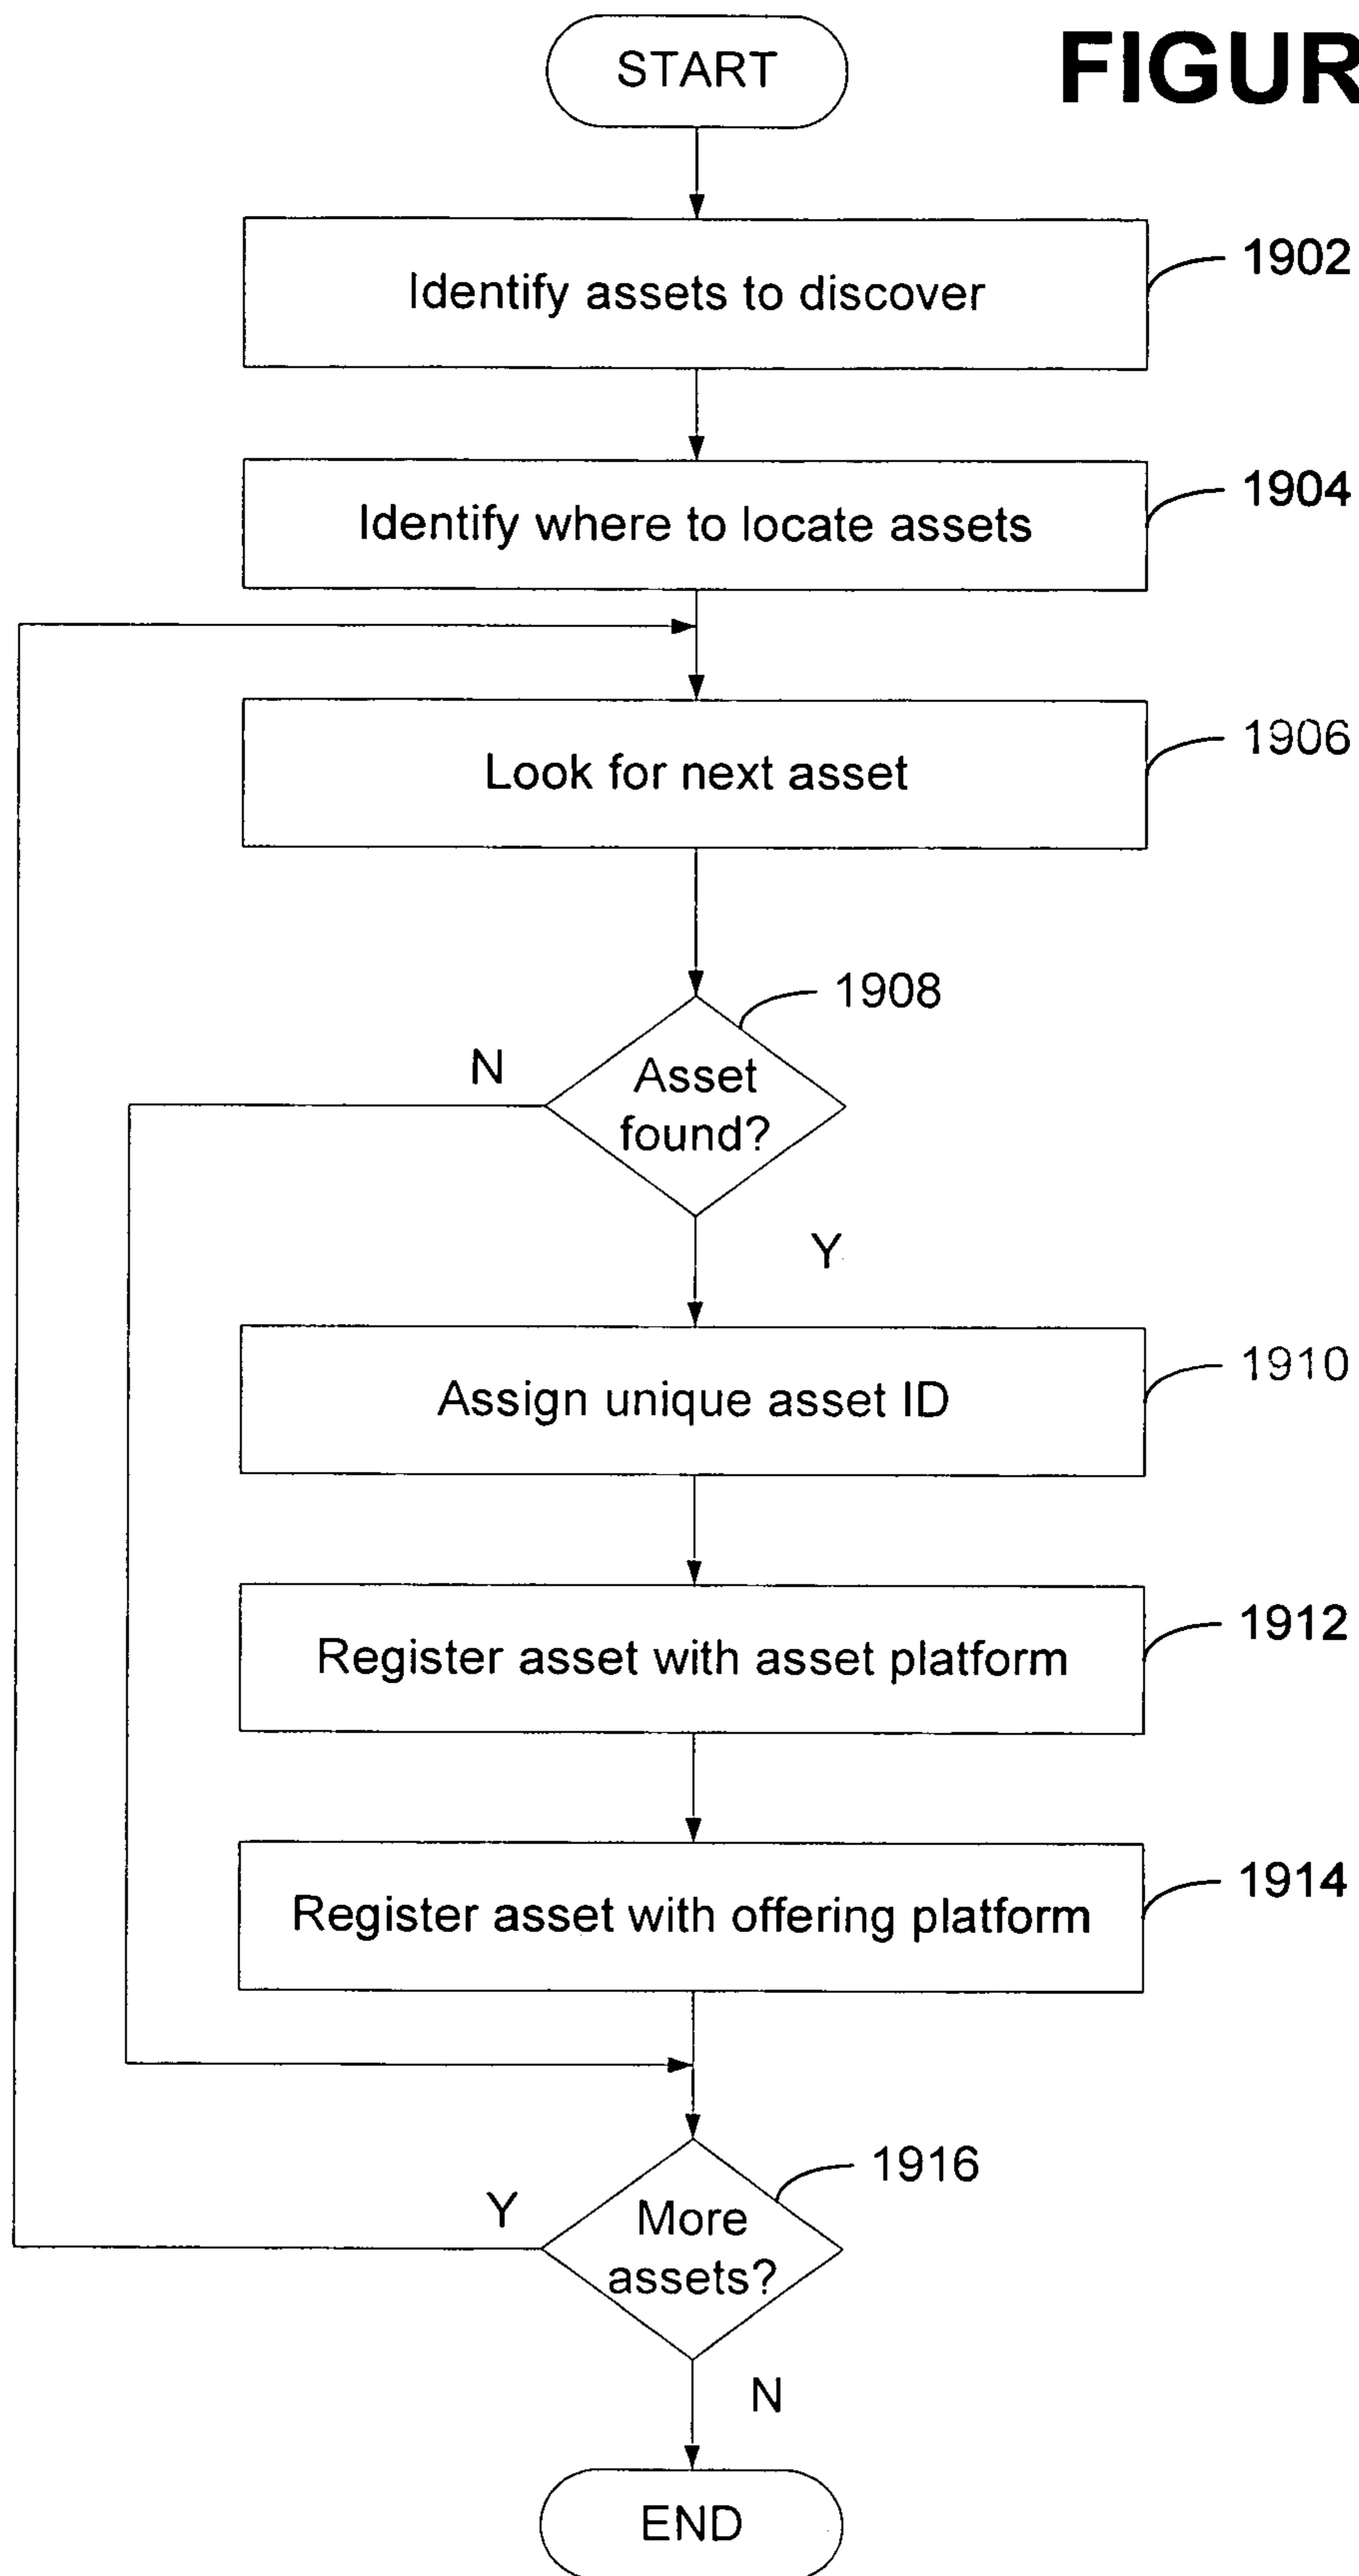 START
FIGUR
Identify assets to discover
1902
Identify where to locate assets
1904
Look for next asset
1906
1908
N
Asset
found?
Y
Assign unique asset ID
1910
Register asset with asset platform
1912
Register asset with offering platform
1914
1916
Y
More
assets?
N
END